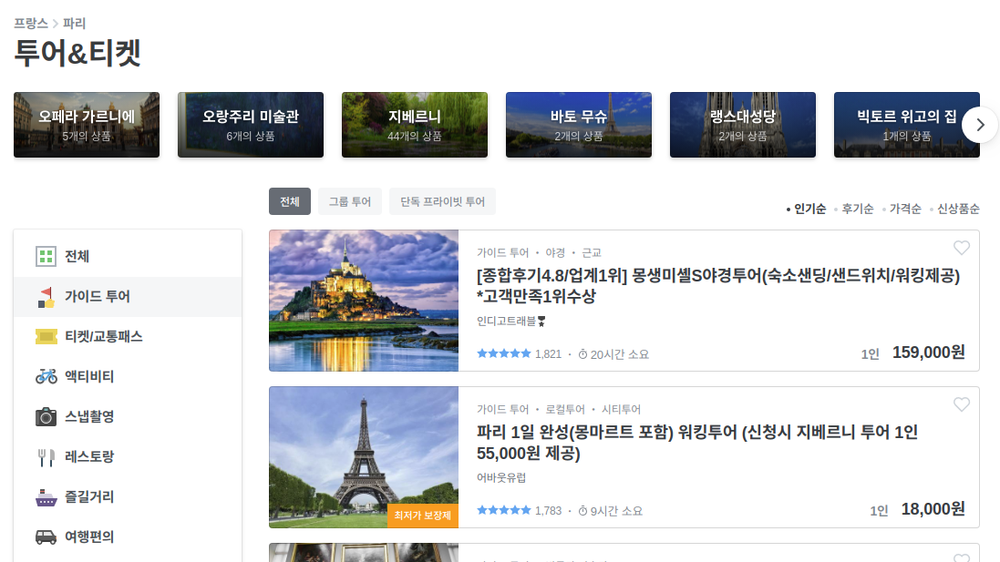 프랑스 > 파리
투어&티켓
오페라 가르니에
5개의 상품
오랑주리 미술관
6개의 상품
지베르니
44개의 상품
바토 무슈
2개의 상품
랭스대성당
2개의 상품
빅토르 위고의 집
1개의 상품
전체
그룹 투어
단독 프라이빗 투어
• 인기순 • 후기순 • 가격순 • 신상품순
전체
가이드 투어
티켓/교통패스
액티비티
스냅촬영
레스토랑
즐길거리
여행편의
가이드 투어 • 야경 • 근교
[종합후기4.8/업계1위] 몽생미셸S야경투어(숙소샌딩/샌드위치/워킹제공)
*고객만족1위수상
인디고트래블❣
★★★★★ 1,821 · ⏱ 20시간 소요
1인 159,000원
가이드 투어 • 로컬투어 • 시티투어
파리 1일 완성(몽마르트 포함) 워킹투어 (신청시 지베르니 투어 1인
55,000원 제공)
어바웃유럽
★★★★★ 1,783 · ⏱ 9시간 소요
1인 18,000원
최저가 보장제